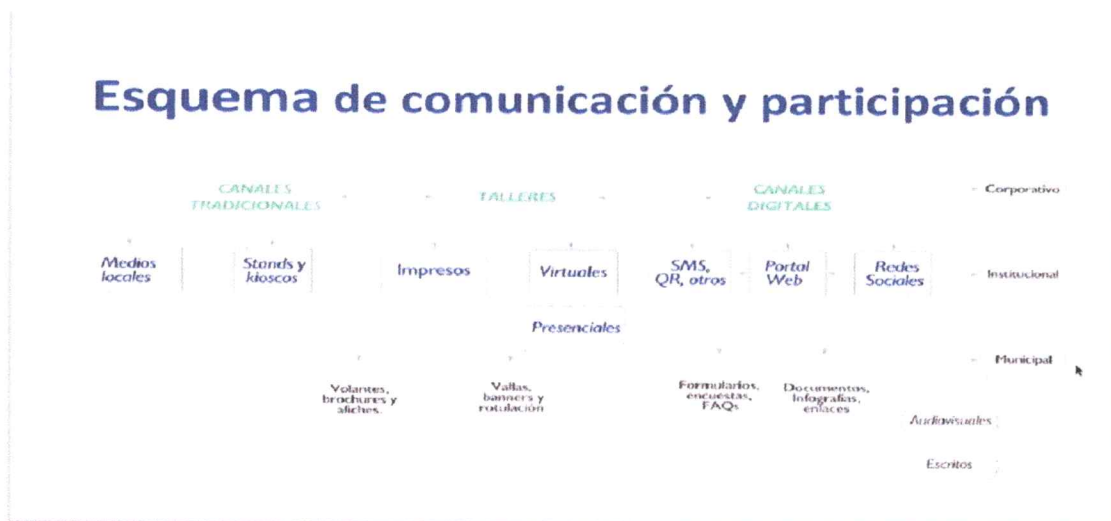 Esquema de comunicación y participación
CANALES
TRADICIONALES
TALLERES
CANALES
DIGITALES
Corporativo
Medios
locales
Stands y
kioscos
Impresos
Virtuales
SMS,
QR, otros
Portal
Web
Redes
Sociales
Institucional
Presenciales
Municipal
Volantes,
brochures y
afiches.
Vallas,
banners y
rotulación
Formularios,
encuestas,
FAQs
Documentos,
Infografías,
enlaces
Audiovisuales
Escritos